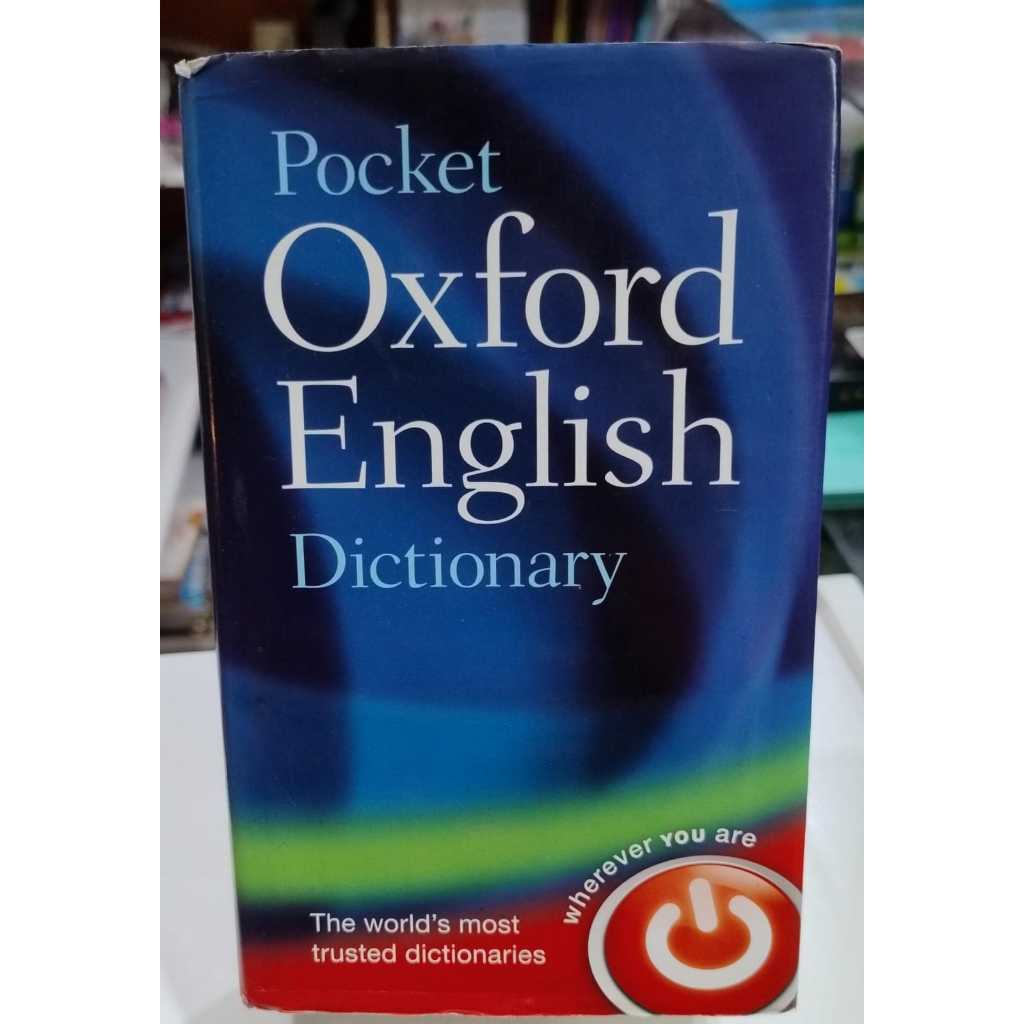 Pocket
Oxford
English
Dictionary
wherever YOU are
The world's most
trusted dictionaries